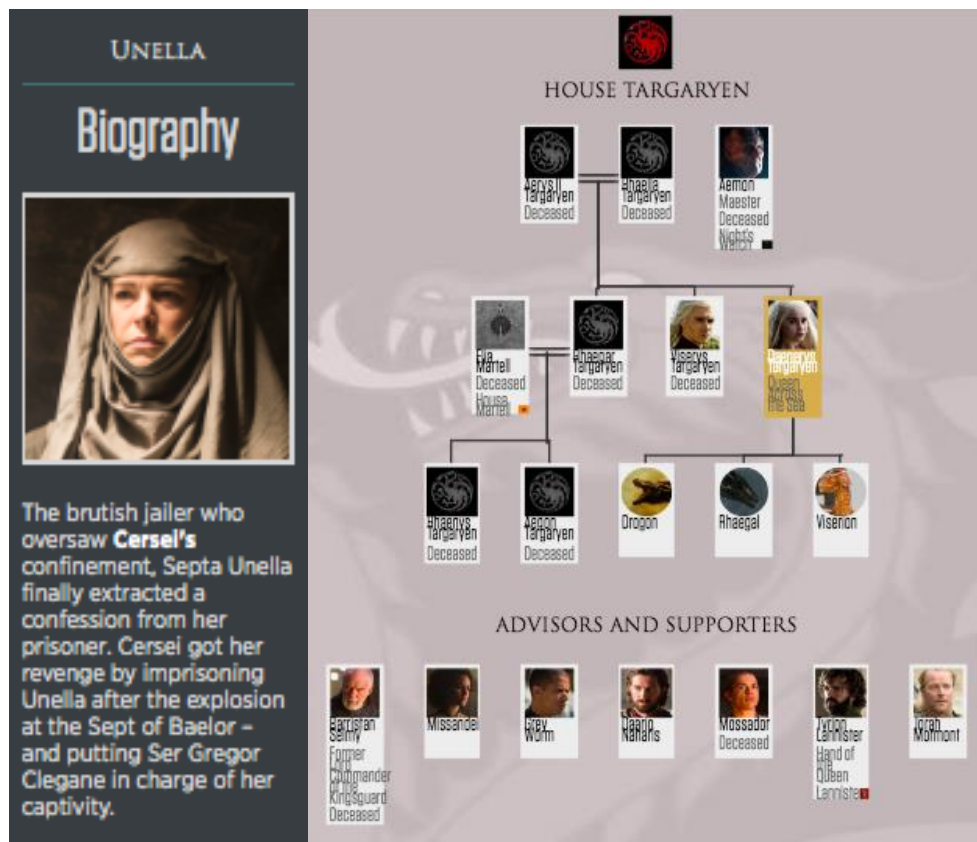 UNELLA
Biography
The brutish jailer who
oversaw Cersei's
confinement, Septa Unella
finally extracted a
confession from her
prisoner. Cersei got her
revenge by imprisoning
Unella after the explosion
at the Sept of Baelor –
and putting Ser Gregor
Clegane in charge of her
captivity.
HOUSE TARGARYEN
Aerys II
Targaryen
Deceased
Rhaella
Targaryen
Deceased
Aemon
Maester
Deceased
Night's
Watch
Elia
Martell
Deceased
House
Martell
Rhaegar
Targaryen
Deceased
Viserys
Targaryen
Deceased
Daenerys
Targaryen
Queen
Across
the Sea
Rhaenys
Targaryen
Deceased
Aegon
Targaryen
Deceased
Drogon
Rhaegal
Viserion
ADVISORS AND SUPPORTERS
Barristan
Selmy
Former
Lord
Commander
of the
Kingsguard
Deceased
Missandei
Grey
Worm
Daario
Naharis
Mossador
Deceased
Tyrion
Lannister
Hand of
the
Queen
Lannister
Jorah
Mormont